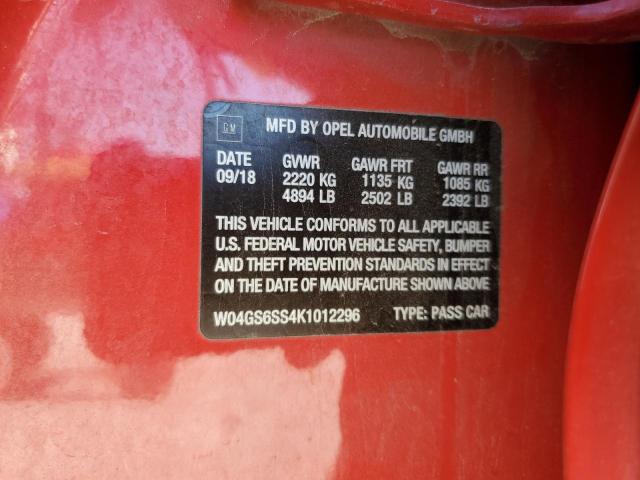 GM MFD BY OPEL AUTOMOBILE GMBH
DATE GVWR GAWR FRT GAWR RR
09/18 2220 KG 1135 KG 1085 KG
4894 LB 2502 LB 2392 LB
THIS VEHICLE CONFORMS TO ALL APPLICABLE
U.S. FEDERAL MOTOR VEHICLE SAFETY, BUMPER
AND THEFT PREVENTION STANDARDS IN EFFECT
ON THE DATE OF MANUFACTURE SHOWN ABOVE
W04GS6SS4K1012296 TYPE: PASS CAR